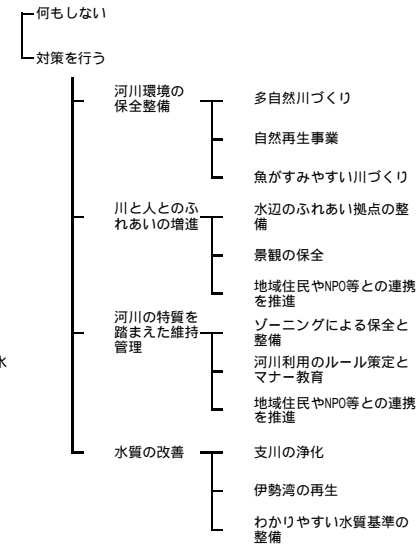 何もしない
対策を行う
河川環境の
保全整備
多自然川づくり
自然再生事業
魚がすみやすい川づくり
川と人とのふ
れあいの増進
水辺のふれあい拠点の整
備
景観の保全
地域住民やNPO等との連携
を推進
河川の特質を
踏まえた維持
管理
ゾーニングによる保全と
整備
河川利用のルール策定と
マナー教育
地域住民やNPO等との連携
を推進
水
水質の改善
支川の浄化
伊勢湾の再生
わかりやすい水質基準の
整備